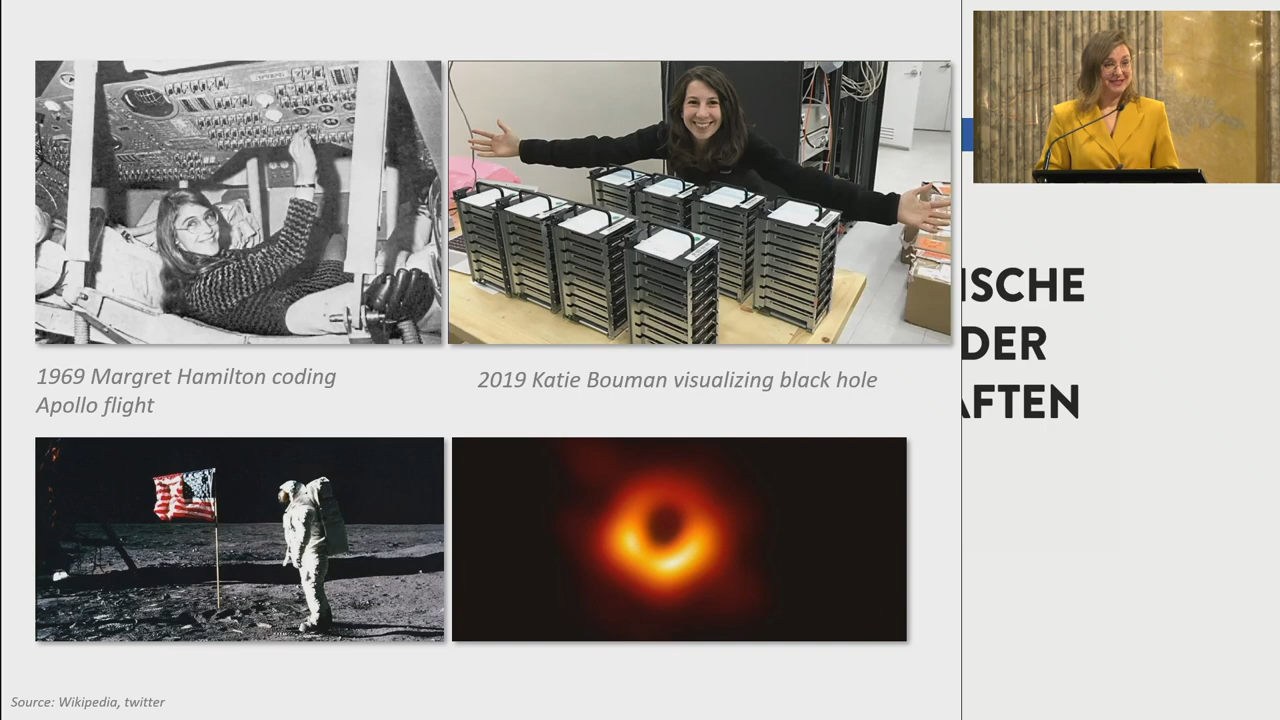 1969 Margret Hamilton coding
Apollo flight
2019 Katie Bouman visualizing black hole
Source: Wikipedia, twitter
ISCHE
DER
AFTEN